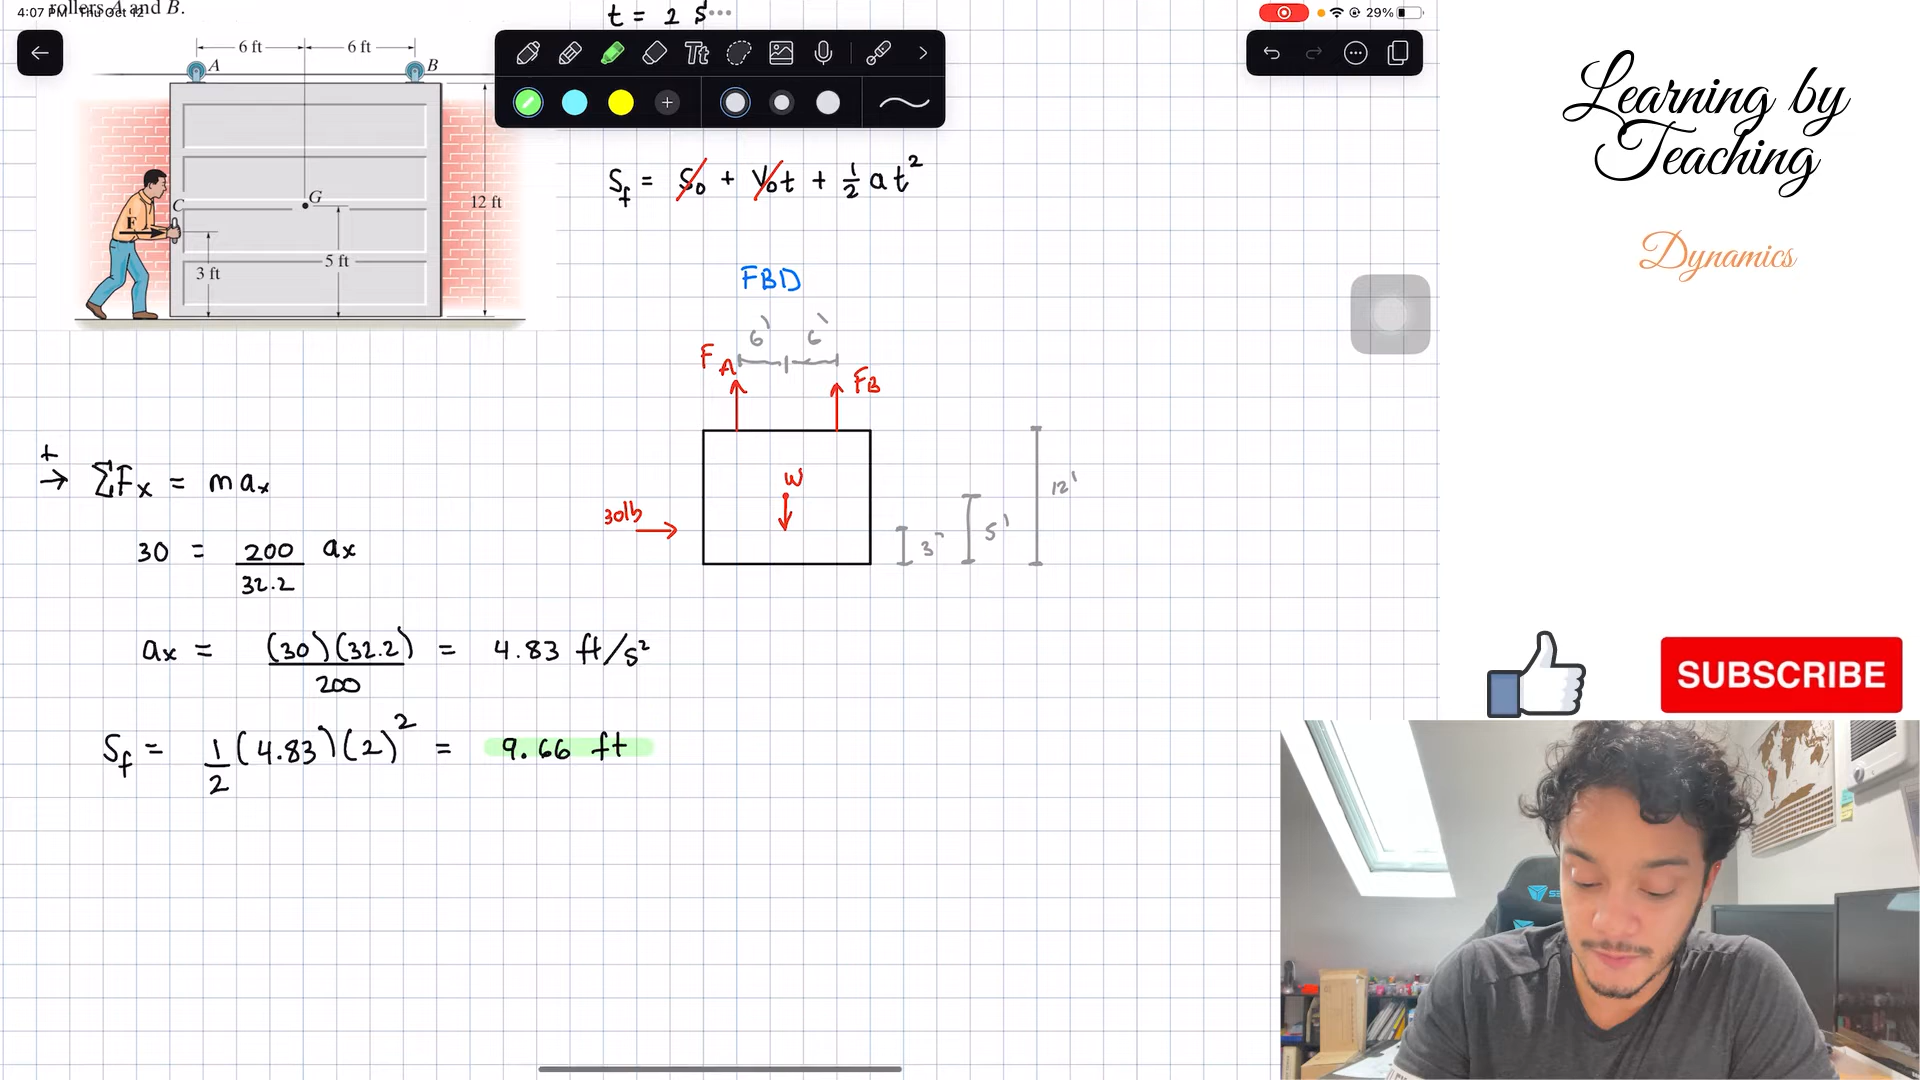 rollers A and B.
4:07 PM Thu Oct 12
29%
t = 2 s
Tt
6 ft
6 ft
A
B
C
G
F
12 ft
5 ft
3 ft
Sf = S0 + V0t + 1/2 at²
FBD
6'
6'
FA
FB
W
30lb
3'
5'
12'
+
→ ΣFx = max
30 = 200/32.2 ax
ax = (30)(32.2)/200 = 4.83 ft/s²
Sf = 1/2 (4.83)(2)² = 9.66 ft
Learning by
Teaching
Dynamics
SUBSCRIBE